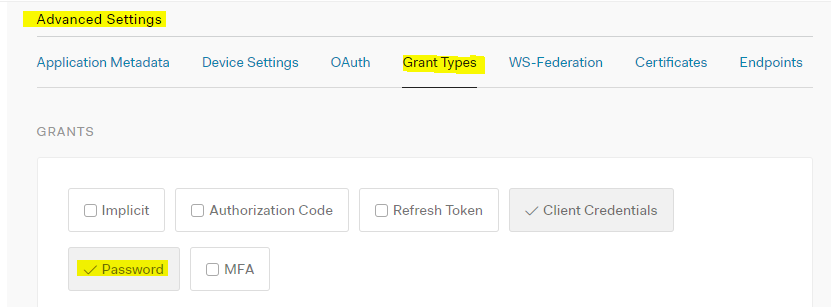 Advanced Settings
Application Metadata Device Settings OAuth Grant Types WS-Federation Certificates Endpoints
GRANTS
Implicit Authorization Code Refresh Token Client Credentials
Password MFA